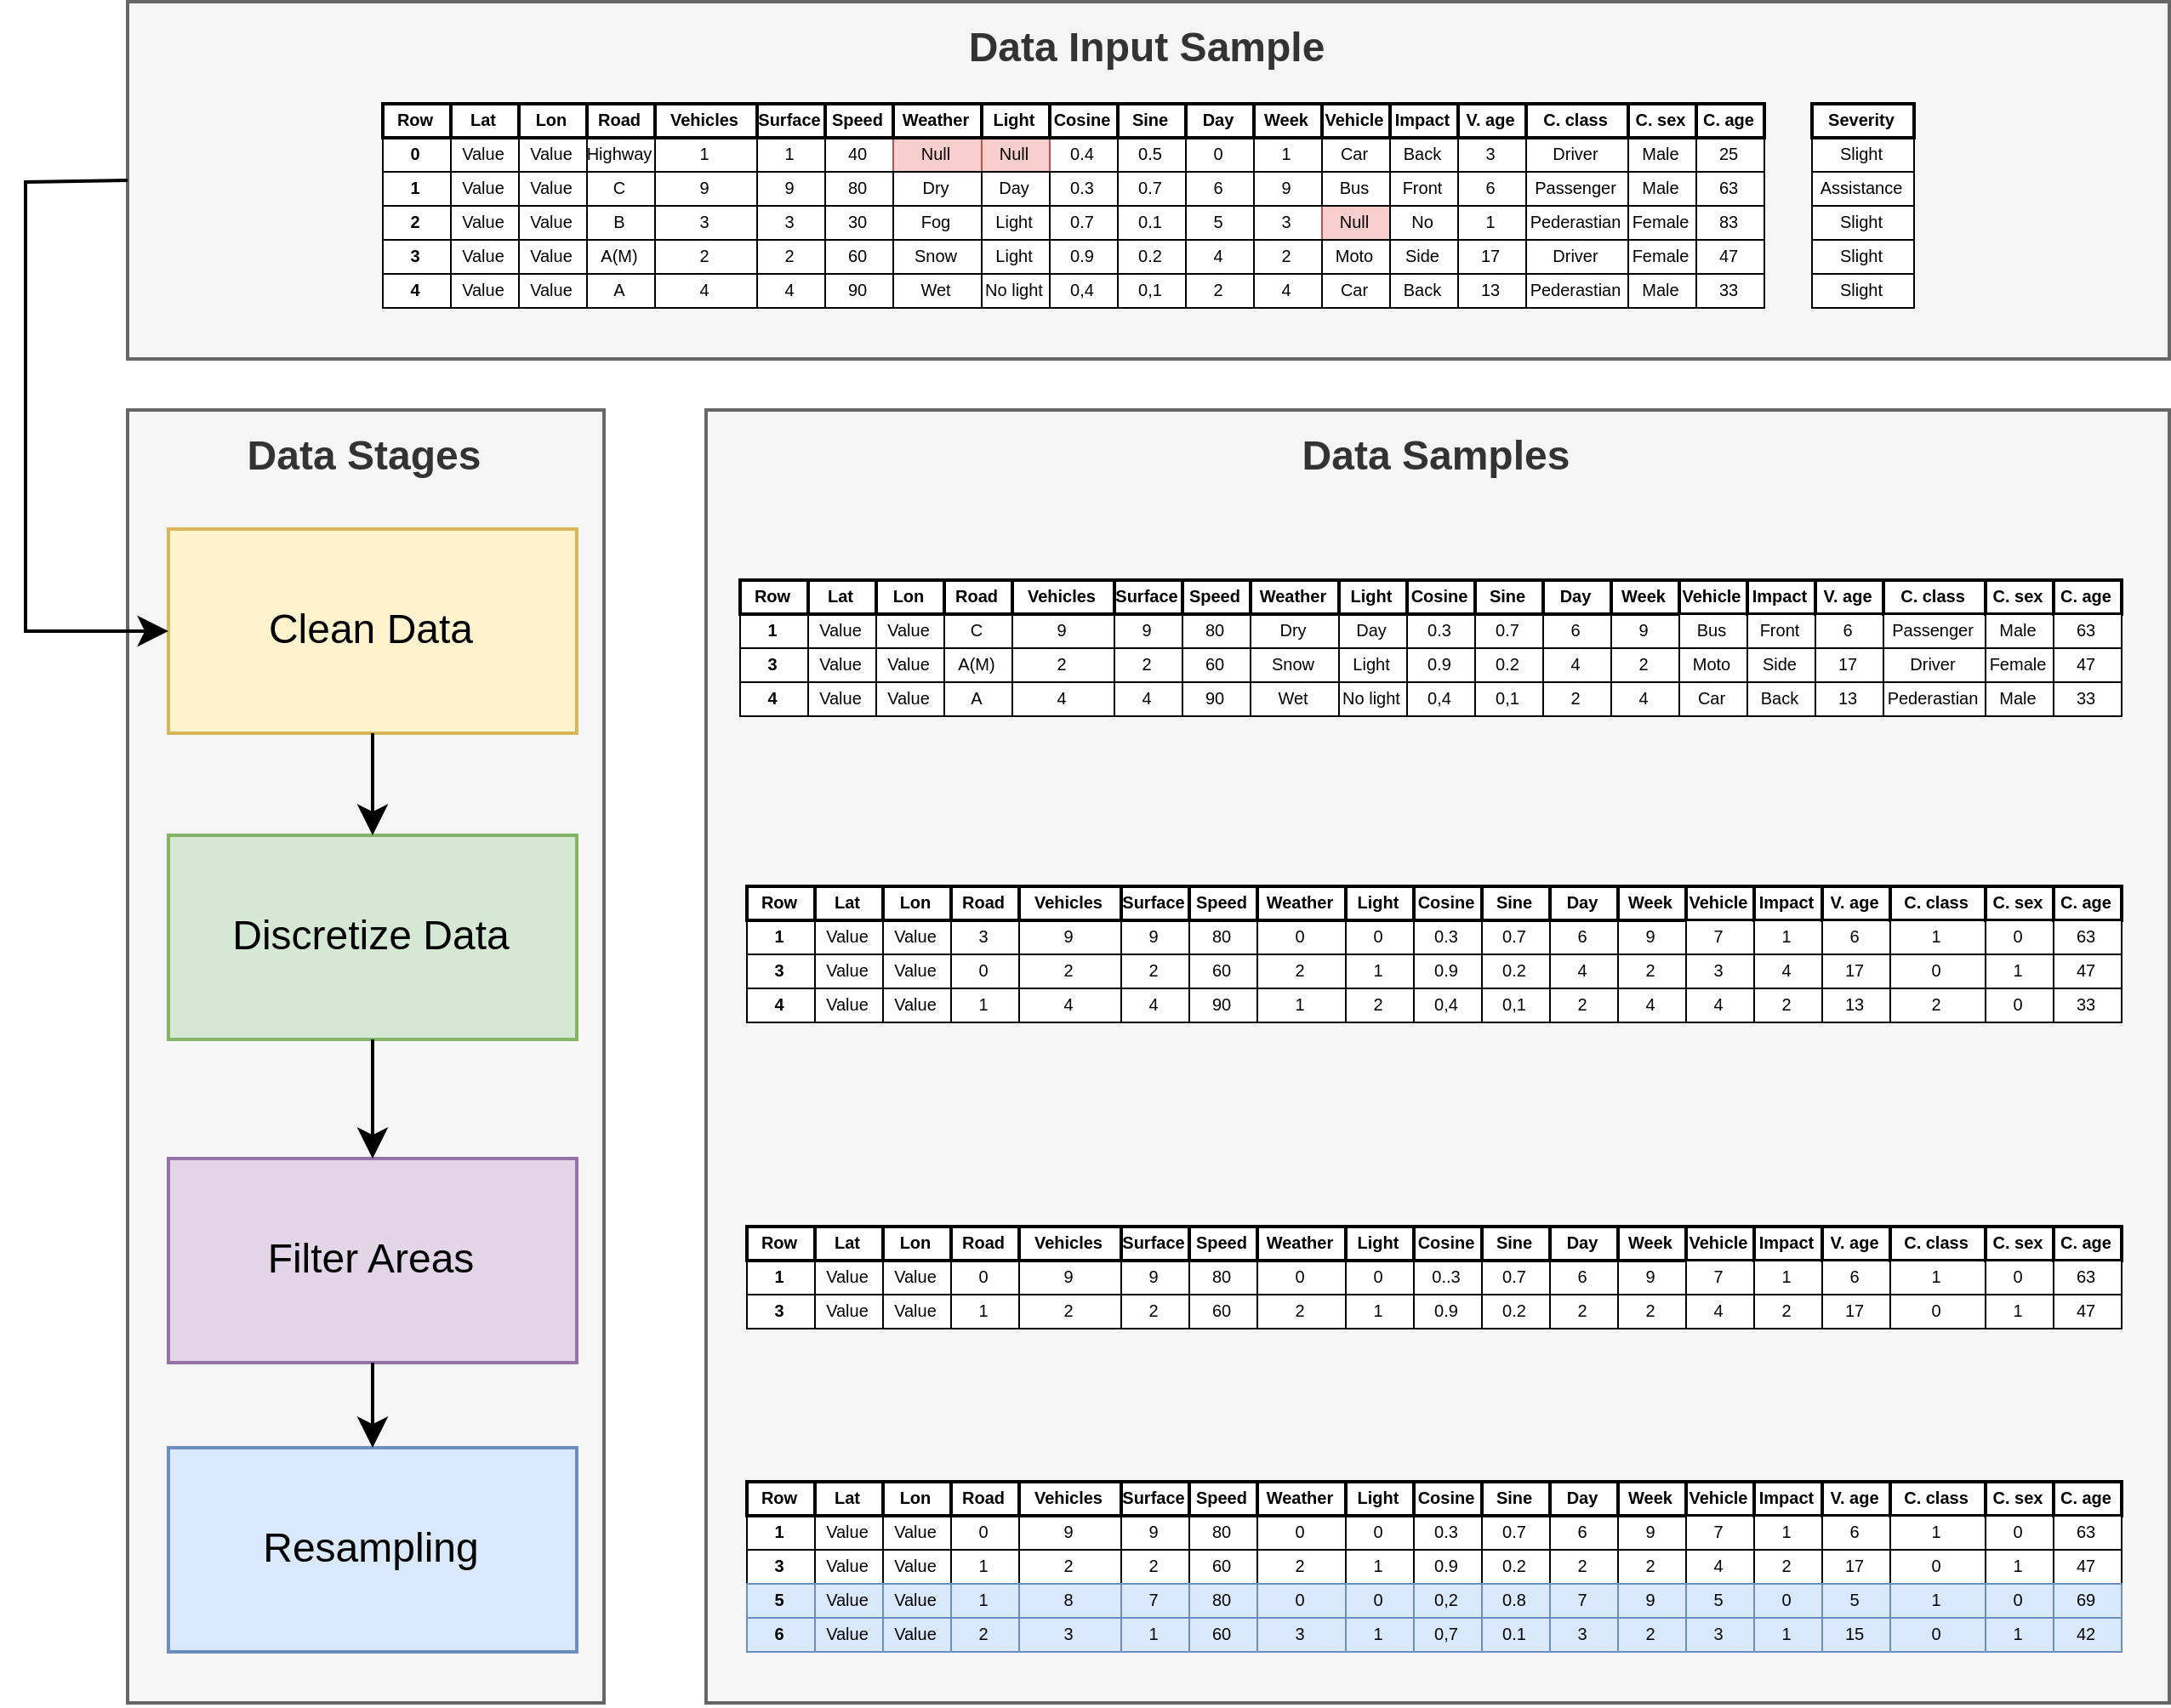 Data Input Sample
Row Lat Lon Road Vehicles Surface Speed Weather Light Cosine Sine Day Week Vehicle Impact V. age C. class C. sex C. age Severity
0 Value Value Highway 1 1 40 Null Null 0.4 0.5 0 1 Car Back 3 Driver Male 25 Slight
1 Value Value C 9 9 80 Dry Day 0.3 0.7 6 9 Bus Front 6 Passenger Male 63 Assistance
2 Value Value B 3 3 30 Fog Light 0.7 0.1 5 3 Null No 1 Pederastian Female 83 Slight
3 Value Value A(M) 2 2 60 Snow Light 0.9 0.2 4 2 Moto Side 17 Driver Female 47 Slight
4 Value Value A 4 4 90 Wet No light 0,4 0,1 2 4 Car Back 13 Pederastian Male 33 Slight
Data Stages
Clean Data
Discretize Data
Filter Areas
Resampling
Data Samples
Row Lat Lon Road Vehicles Surface Speed Weather Light Cosine Sine Day Week Vehicle Impact V. age C. class C. sex C. age
1 Value Value C 9 9 80 Dry Day 0.3 0.7 6 9 Bus Front 6 Passenger Male 63
3 Value Value A(M) 2 2 60 Snow Light 0.9 0.2 4 2 Moto Side 17 Driver Female 47
4 Value Value A 4 4 90 Wet No light 0,4 0,1 2 4 Car Back 13 Pederastian Male 33
Row Lat Lon Road Vehicles Surface Speed Weather Light Cosine Sine Day Week Vehicle Impact V. age C. class C. sex C. age
1 Value Value 3 9 9 80 0 0 0.3 0.7 6 9 7 1 6 1 0 63
3 Value Value 0 2 2 60 2 1 0.9 0.2 4 2 3 4 17 0 1 47
4 Value Value 1 4 4 90 1 2 0,4 0,1 2 4 4 2 13 2 0 33
Row Lat Lon Road Vehicles Surface Speed Weather Light Cosine Sine Day Week Vehicle Impact V. age C. class C. sex C. age
1 Value Value 0 9 9 80 0 0 0..3 0.7 6 9 7 1 6 1 0 63
3 Value Value 1 2 2 60 2 1 0.9 0.2 2 2 4 2 17 0 1 47
Row Lat Lon Road Vehicles Surface Speed Weather Light Cosine Sine Day Week Vehicle Impact V. age C. class C. sex C. age
1 Value Value 0 9 9 80 0 0 0.3 0.7 6 9 7 1 6 1 0 63
3 Value Value 1 2 2 60 2 1 0.9 0.2 2 2 4 2 17 0 1 47
5 Value Value 1 8 7 80 0 0 0,2 0.8 7 9 5 0 5 1 0 69
6 Value Value 2 3 1 60 3 1 0,7 0.1 3 2 3 1 15 0 1 42